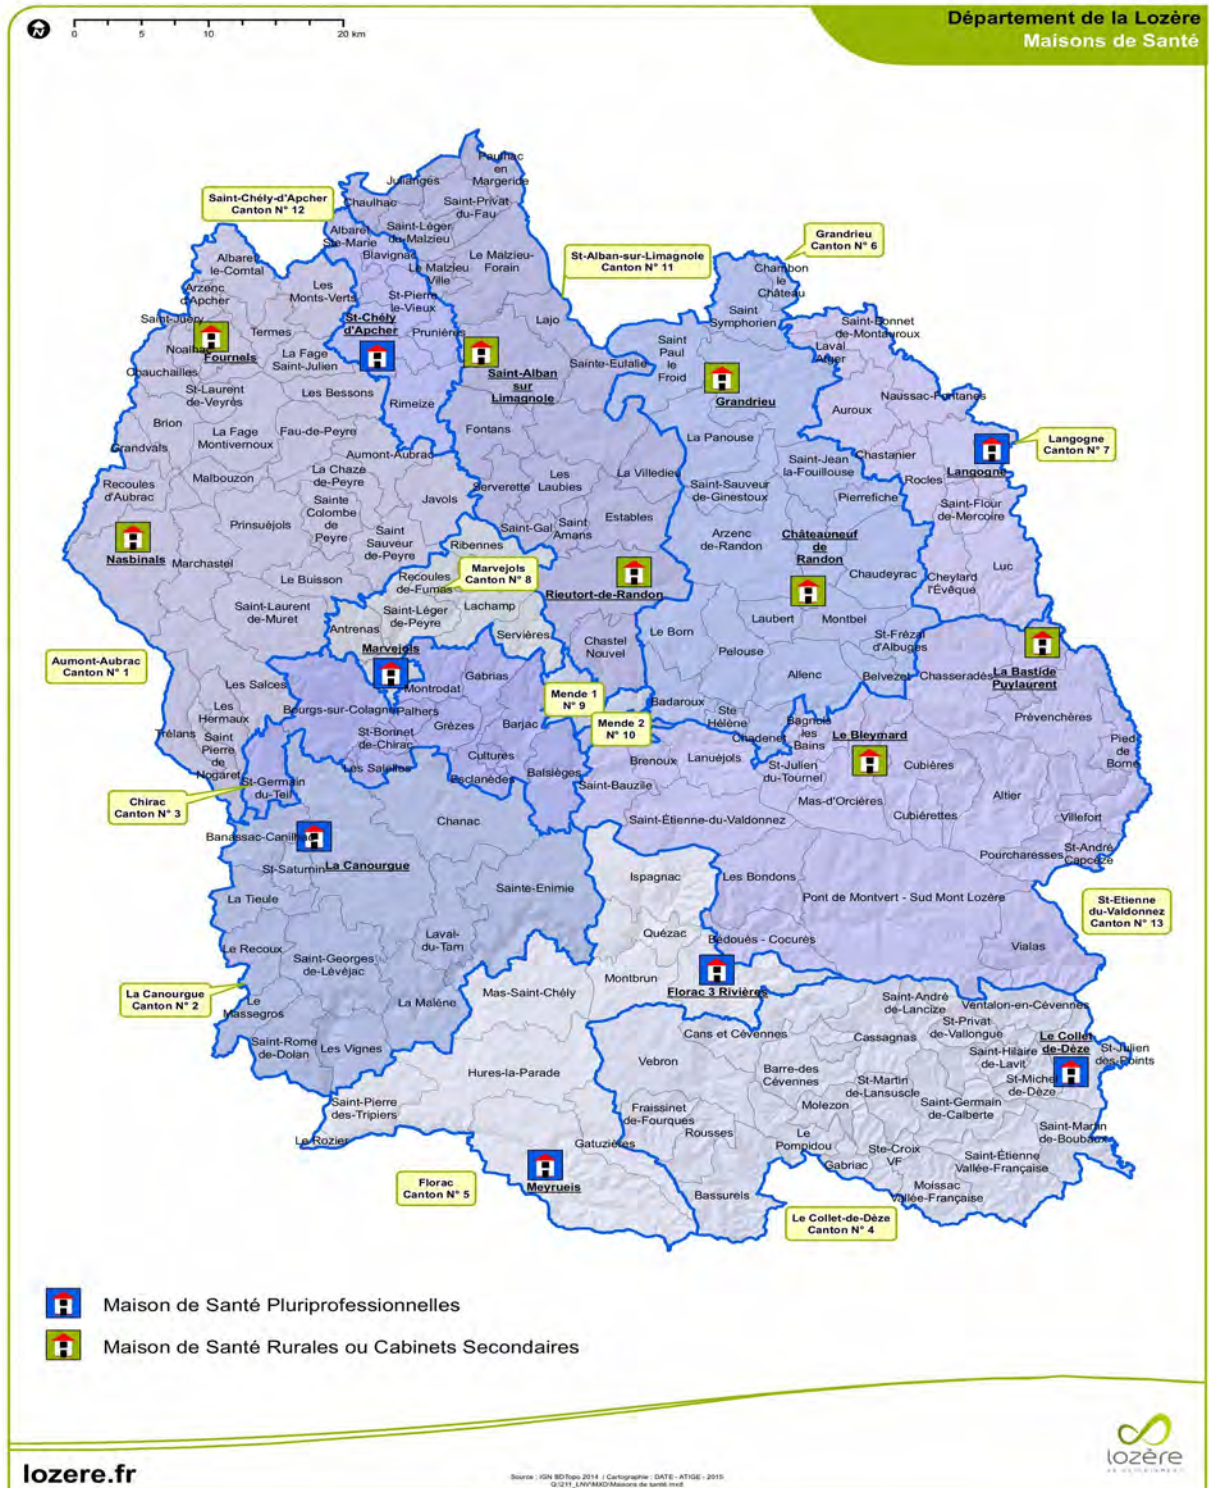 Département de la Lozère
Maisons de Santé
N
0 5 10 20 km
Paulhac
en
Margeride
Julianges
Chaulhac
Saint-Privat
du-Fau
Saint-Chély-d'Apcher
Canton N° 12
Albaret
Ste-Marie
Saint-Léger
du-Malzieu
Blavignac
Le Malzieu-
Forain
Le Malzieu
Ville
St-Alban-sur-Limagnole
Canton N° 11
Grandrieu
Canton N° 6
Chambon
le
Château
Albaret
le-Comtal
Arzenc
d'Apcher
Les
Monts-Verts
St-Pierre
le-Vieux
Saint
Symphorien
Saint-Juéry
Termes
St-Chély
d'Apcher
Prunières
Lajo
Saint-Bonnet
de-Montauroux
Laval
Atger
Noalhac
Fournels
La Fage
Saint-Julien
Saint
Paul
le
Froid
Sainte-Eulalie
Chauchailles
Saint-Alban
sur
Limagnole
Grandrieu
St-Laurent
de-Veyrès
Les Bessons
Rimeize
Naussac-Fontanes
Auroux
Brion
La Fage
Montivernoux
Fau-de-Peyre
Fontans
La Panouse
Langogne
Canton N° 7
Grandvals
Aumont-Aubrac
Saint-Jean
la-Fouillouse
Chastanier
Langogne
Recoules
d'Aubrac
Malbouzon
La Chaze
de-Peyre
Serverette
Les
Laubies
La Villedieu
Saint-Sauveur
de-Ginestoux
Rocles
Pierrefiche
Saint-Flour
de-Mercoire
Javols
Sainte
Colombe
de
Peyre
Prinsuéjols
Saint-Gal
Saint
Amans
Estables
Arzenc
de-Randon
Châteauneuf
de
Randon
Nasbinals
Marchastel
Saint
Sauveur
de-Peyre
Ribennes
Marvejols
Canton N° 8
Le Buisson
Recoules
de-Fumas
Rieutort-de-Randon
Chaudeyrac
Cheylard
l'Évêque
Luc
Saint-Laurent
de-Muret
Saint-Léger
de-Peyre
Lachamp
Laubert
Montbel
Antrenas
Servières
Chastel
Nouvel
Le Born
St-Frézal
d'Albuges
Marvejols
Pelouse
Aumont-Aubrac
Canton N° 1
Les Salces
Montrodat
Gabrias
Allenc
Belvezet
Chasseradès
La Bastide
Puylaurent
Mende 1
N° 9
Mende 2
N° 10
Badaroux
Bourgs-sur-Colagne
Palhers
Les
Hermaux
Grèzes
Barjac
Ste
Hélène
Bagnols
les
Bains
Prévenchères
Trélans
Saint
Pierre
de
Nogaret
St-Bonnet
de-Chirac
Chadenet
Le Bleymard
Pied
de
Borne
Cultures
Brenoux
Lanuéjols
St-Julien
du-Tournel
Cubières
Les Salelles
Esclanèdes
Balsièges
St-Germain
du-Teil
Saint-Bauzile
Chirac
Canton N° 3
Mas-d'Orcières
Altier
Chanac
Saint-Étienne-du-Valdonnez
Cubiérettes
Villefort
Banassac-Canilhac
St-Saturnin
La Canourgue
St-André
Capcèze
Pourcharesses
Ispagnac
Les Bondons
Sainte-Enimie
La Tieule
Pont de Montvert - Sud Mont Lozère
St-Etienne
du-Valdonnez
Canton N° 13
Quézac
Laval-
du-Tarn
Bédouès - Cocurès
Vialas
Le Recoux
Saint-Georges
de-Lévéjac
Montbrun
Florac 3 Rivières
Mas-Saint-Chély
La Canourgue
Canton N° 2
Le
Massegros
La Malène
Saint-André
de-Lancize
Ventalon-en-Cévennes
St-Privat
de-Vallongue
Cans et Cévennes
Cassagnas
Le Collet
de-Dèze
Saint-Rome
de-Dolan
Les Vignes
Saint-Hilaire
de-Lavit
St-Julien
des-Points
Vebron
Barre-des
Cévennes
Hures-la-Parade
St-Martin
de-Lansuscle
St-Michel
de-Dèze
Saint-Pierre
des-Tripiers
Fraissinet
de-Fourques
Molezon
Saint-Germain
de-Calberte
Rousses
Le
Pompidou
Saint-Martin
de-Boubaux
Le Rozier
Gatuzières
Ste-Croix
VF
Saint-Étienne
Vallée-Française
Gabriac
Meyrueis
Florac
Canton N° 5
Moissac
Vallée-Française
Bassurels
Le Collet-de-Dèze
Canton N° 4
Maison de Santé Pluriprofessionnelles
Maison de Santé Rurales ou Cabinets Secondaires
lozère
lozere.fr
Source : IGN BDTopo 2014 / Cartographie : DATE - ATIGE - 2015